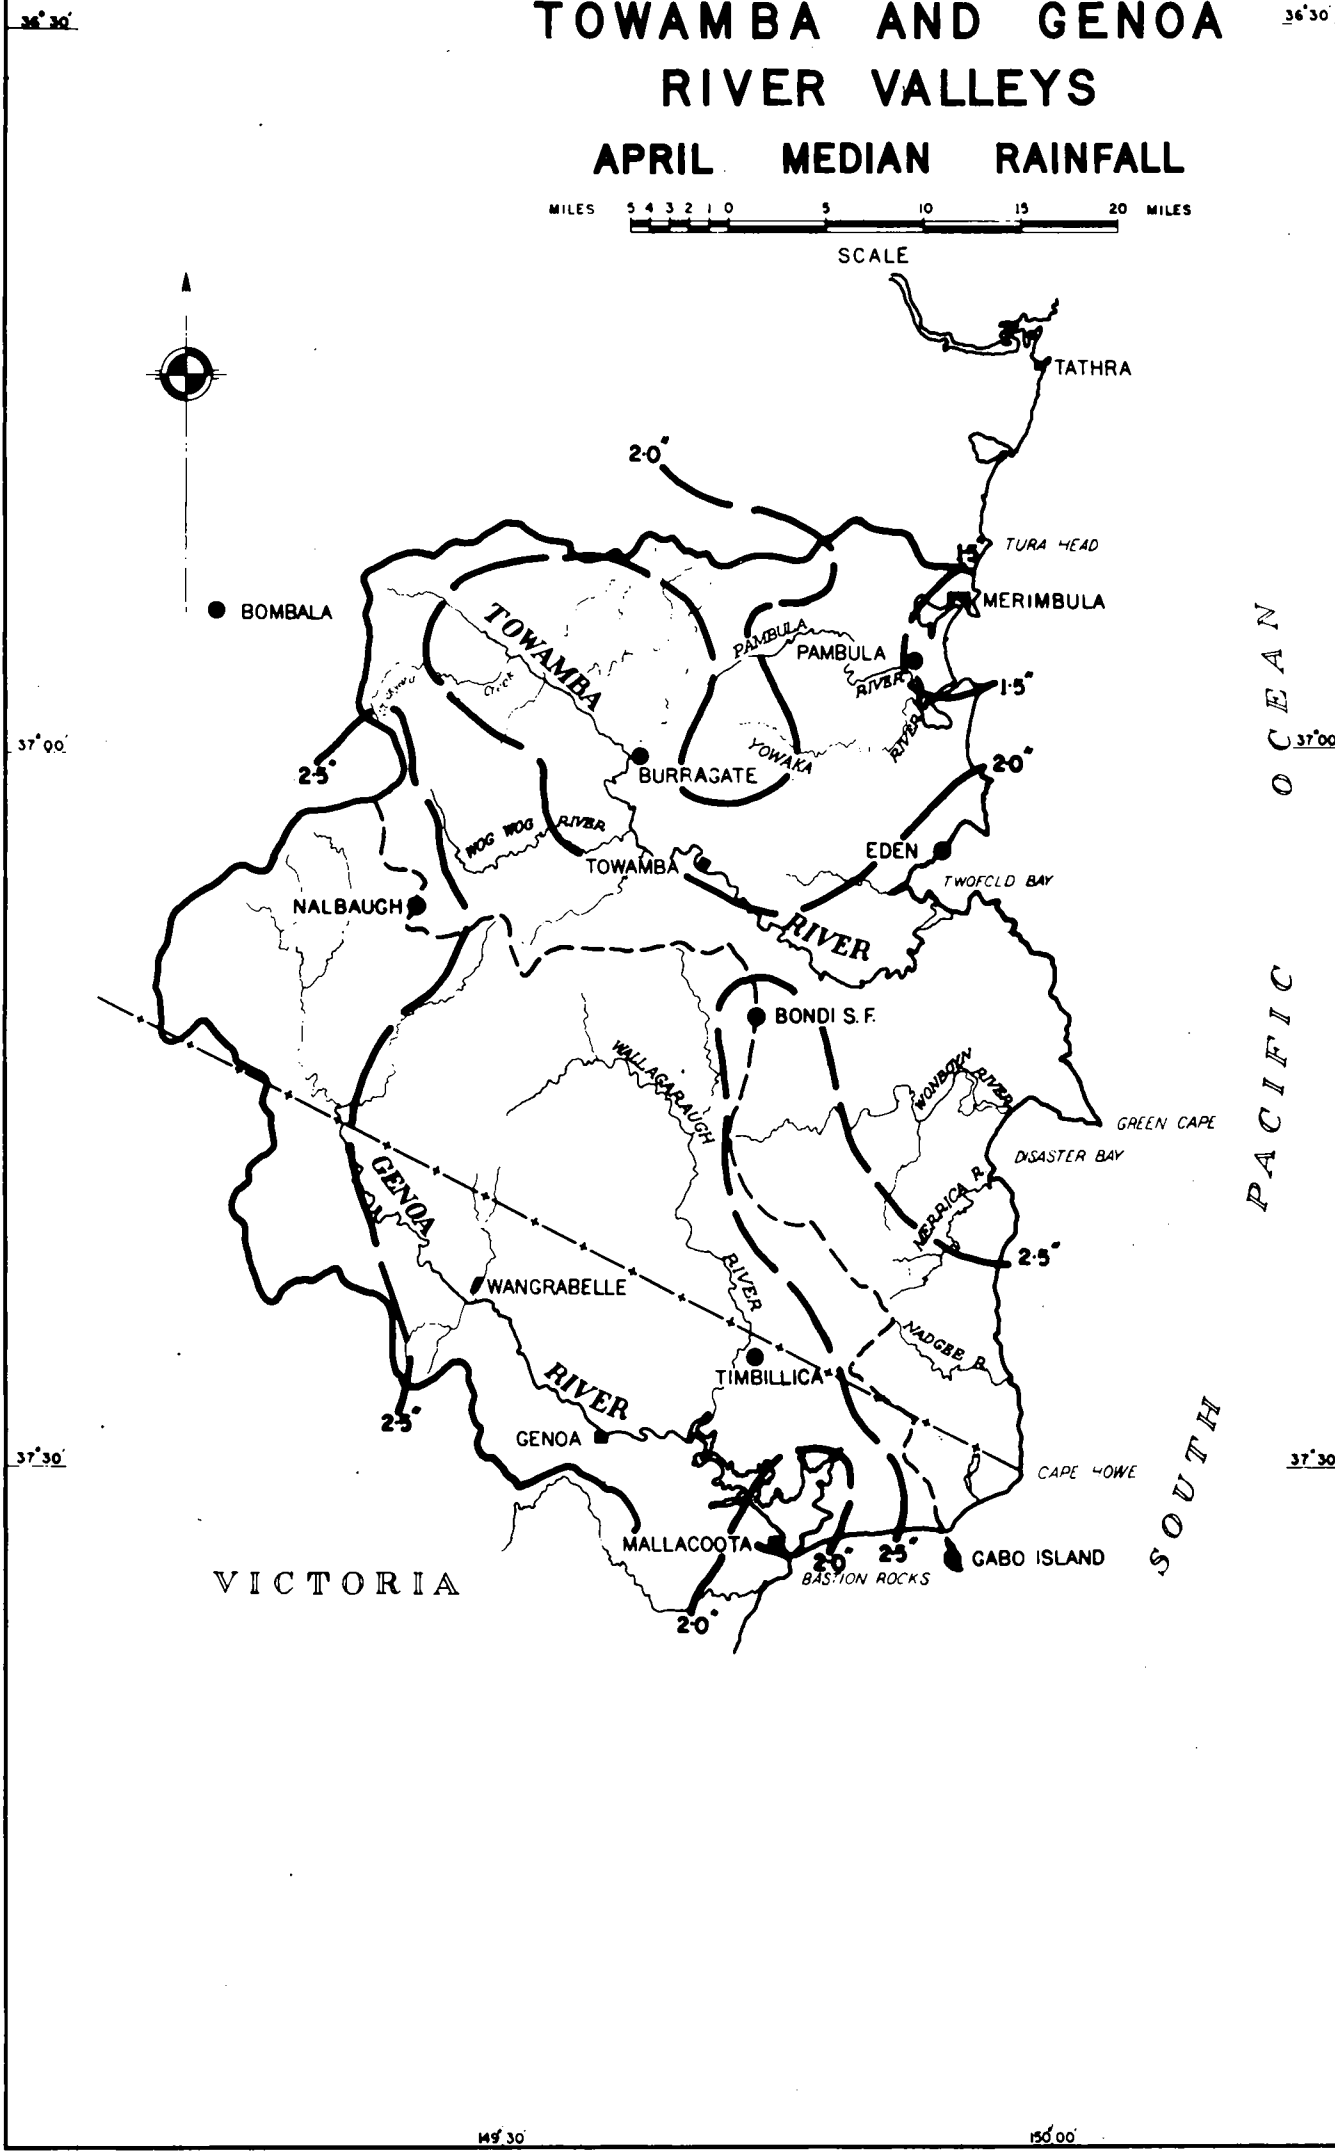 TOWAMBA AND GENOA
RIVER VALLEYS
APRIL MEDIAN RAINFALL
36°30'
36°30'
MILES 5 4 3 2 1 0 5 10 15 20 MILES
SCALE
TATHRA
2·0"
TURA HEAD
1·5
MERIMBULA
BOMBALA
TOWAMBA
PAMBULA
PAMBULA
RIVER
Creek
1·5"
RIVER
37°00'
37°00'
2·5"
YOWAKA
BURRAGATE
2·0"
WOG WOG RIVER
TOWAMBA
EDEN
TWOFOLD BAY
NALBAUGH
RIVER
BONDI S.F.
WALLAGARAUGH
WONBOYN RIVER
GREEN CAPE
DISASTER BAY
GENOA
MERRICA R.
2·5"
WANGRABELLE
RIVER
NADGEE R.
TIMBILLICA
RIVER
2·5"
GENOA
37°30'
37°30'
CAPE HOWE
MALLACOOTA
2·0"
2·5"
GABO ISLAND
BASTION ROCKS
VICTORIA
2·0"
SOUTH PACIFIC OCEAN
149°30'
150°00'